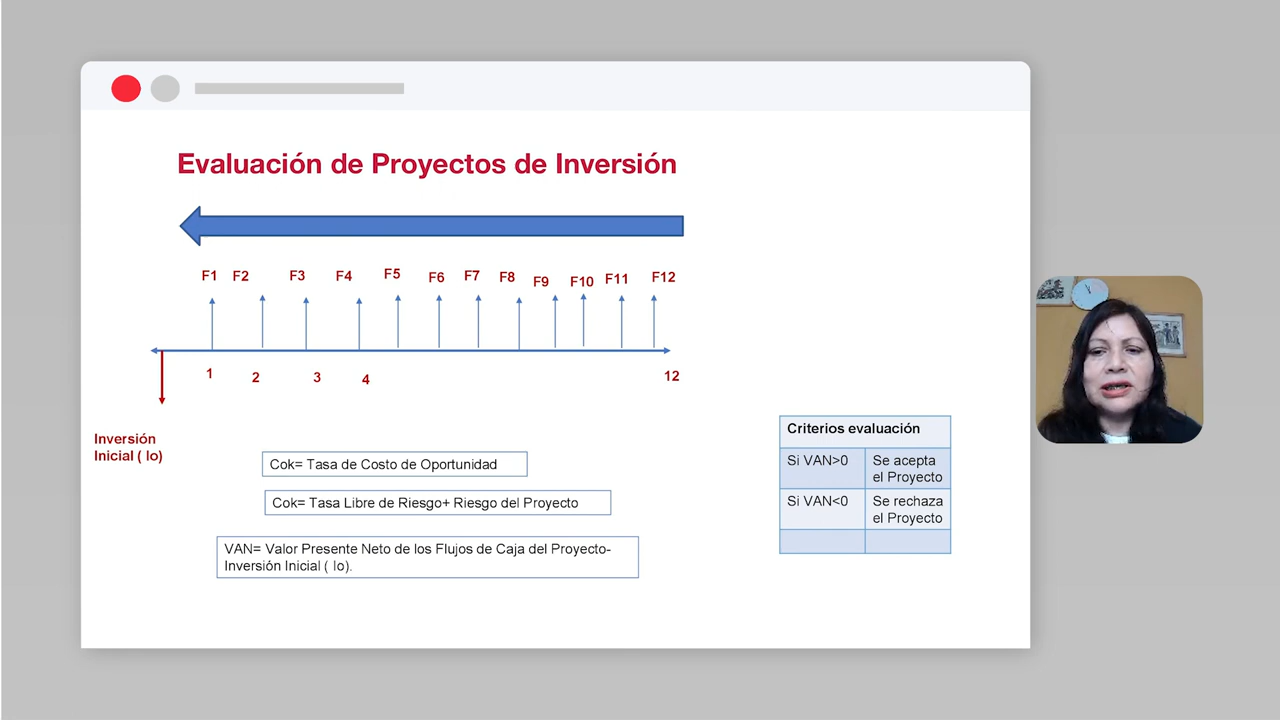 Evaluación de Proyectos de Inversión
F1 F2 F3 F4 F5 F6 F7 F8 F9 F10 F11 F12
1 2 3 4 12
Inversión
Inicial ( Io)
Cok= Tasa de Costo de Oportunidad
Cok= Tasa Libre de Riesgo+ Riesgo del Proyecto
VAN= Valor Presente Neto de los Flujos de Caja del Proyecto-
Inversión Inicial ( Io).
Criterios evaluación
Si VAN>0 Se acepta
el Proyecto
Si VAN<0 Se rechaza
el Proyecto